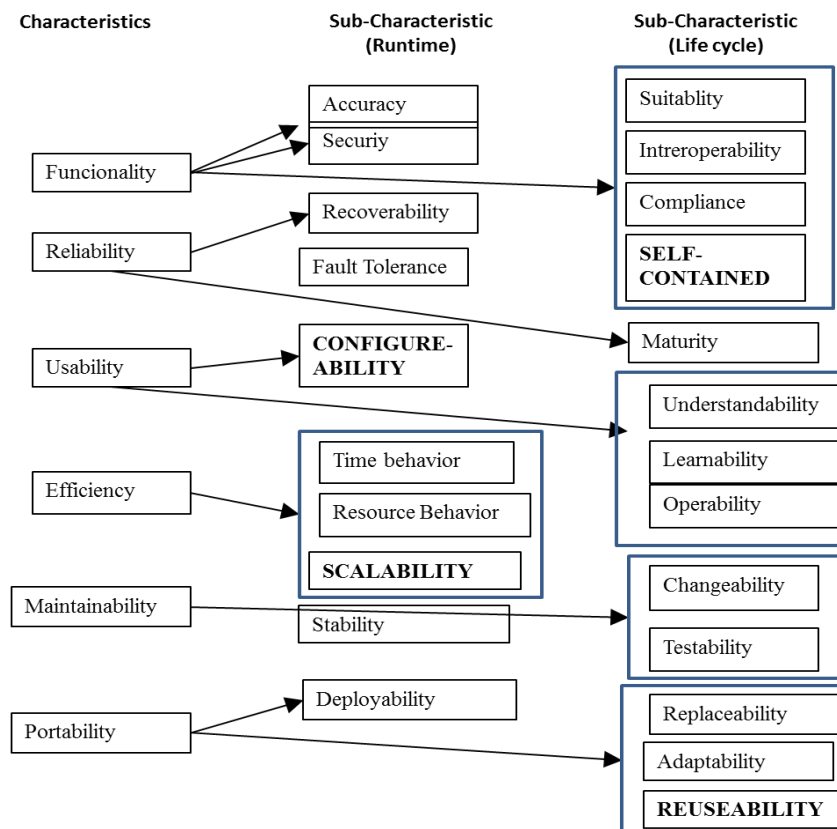 Characteristics
Sub-Characteristic
(Runtime)
Sub-Characteristic
(Life cycle)
Funcionality
Reliability
Usability
Efficiency
Maintainability
Portability
Accuracy
Securiy
Recoverability
Fault Tolerance
CONFIGURE-
ABILITY
Time behavior
Resource Behavior
SCALABILITY
Stability
Deployability
Suitablity
Intreroperability
Compliance
SELF-
CONTAINED
Maturity
Understandability
Learnability
Operability
Changeability
Testability
Replaceability
Adaptability
REUSEABILITY